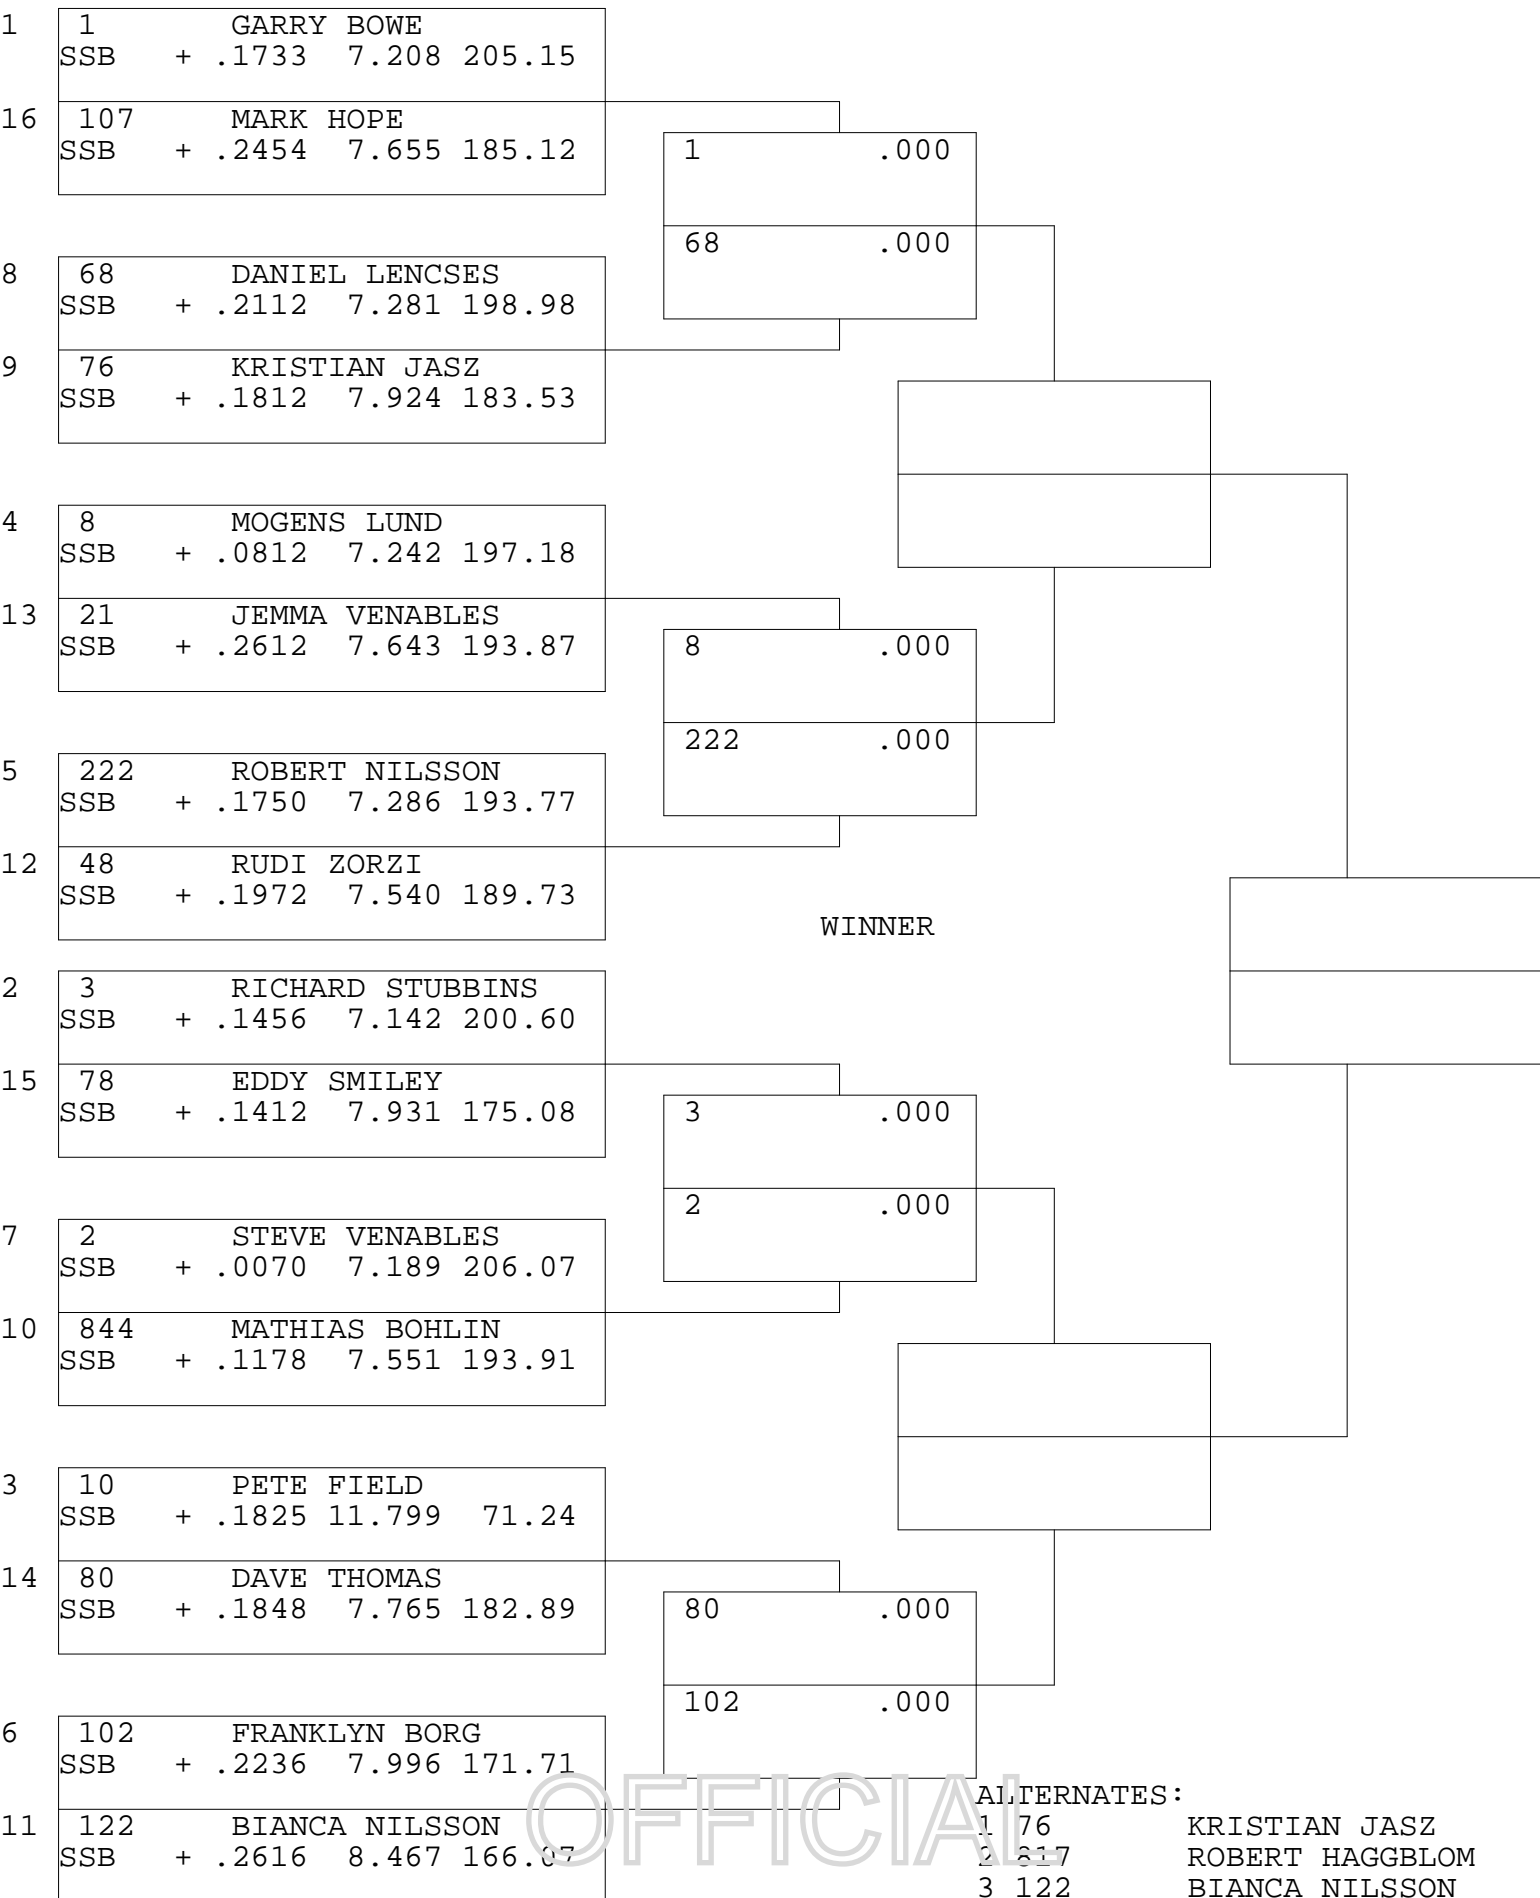 1 1 GARRY BOWE
SSB + .1733 7.208 205.15
16 107 MARK HOPE
SSB + .2454 7.655 185.12
1 .000
68 .000
8 68 DANIEL LENCSES
SSB + .2112 7.281 198.98
9 76 KRISTIAN JASZ
SSB + .1812 7.924 183.53
4 8 MOGENS LUND
SSB + .0812 7.242 197.18
13 21 JEMMA VENABLES
SSB + .2612 7.643 193.87
8 .000
222 .000
5 222 ROBERT NILSSON
SSB + .1750 7.286 193.77
12 48 RUDI ZORZI
SSB + .1972 7.540 189.73
WINNER
2 3 RICHARD STUBBINS
SSB + .1456 7.142 200.60
15 78 EDDY SMILEY
SSB + .1412 7.931 175.08
3 .000
2 .000
7 2 STEVE VENABLES
SSB + .0070 7.189 206.07
10 844 MATHIAS BOHLIN
SSB + .1178 7.551 193.91
3 10 PETE FIELD
SSB + .1825 11.799 71.24
14 80 DAVE THOMAS
SSB + .1848 7.765 182.89
80 .000
102 .000
6 102 FRANKLYN BORG
SSB + .2236 7.996 171.71
11 122 BIANCA NILSSON
SSB + .2616 8.467 166.07
OFFICIAL
ALTERNATES:
1 76 KRISTIAN JASZ
2 817 ROBERT HAGGBLOM
3 122 BIANCA NILSSON